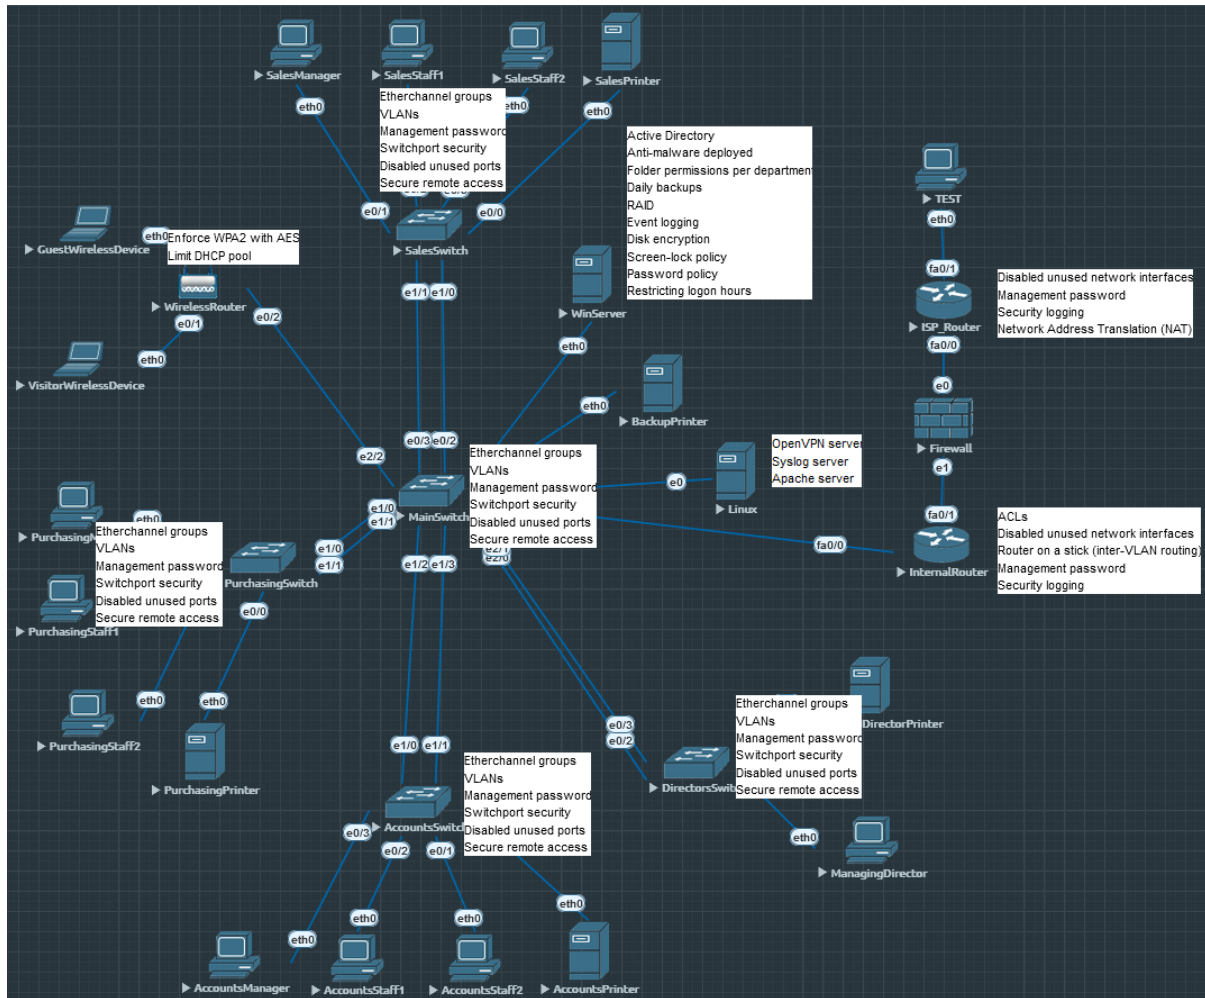 SalesManager
SalesStaff1
SalesStaff2
SalesPrinter
eth0
eth0
eth0
Etherchannel groups
VLANs
Management password
Switchport security
Disabled unused ports
Secure remote access
Active Directory
Anti-malware deployed
Folder permissions per department
Daily backups
RAID
Event logging
Disk encryption
Screen-lock policy
Password policy
Restricting logon hours
e0/1
e0/0
SalesSwitch
e1/1
e1/0
TEST
eth0
fa0/1
ISP_Router
fa0/0
Disabled unused network interfaces
Management password
Security logging
Network Address Translation (NAT)
GuestWirelessDevice
eth0
Enforce WPA2 with AES
Limit DHCP pool
WirelessRouter
e0/1
e0/2
VisitorWirelessDevice
eth0
WinServer
eth0
BackupPrinter
eth0
e0
Firewall
e1
e0/3
e0/2
e2/2
MainSwitch
Etherchannel groups
VLANs
Management password
Switchport security
Disabled unused ports
Secure remote access
e0
Linux
OpenVPN server
Syslog server
Apache server
fa0/1
fa0/0
InternalRouter
ACLs
Disabled unused network interfaces
Router on a stick (inter-VLAN routing)
Management password
Security logging
e1/0
e1/1
e1/2
e1/3
e2/1
e2/0
eth0
Etherchannel groups
VLANs
Management password
Switchport security
Disabled unused ports
Secure remote access
PurchasingStaff1
PurchasingSwitch
e1/0
e1/1
e0/0
eth0
eth0
PurchasingStaff2
PurchasingPrinter
e0/3
e0/2
DirectorsSwit
Etherchannel groups
VLANs
Management password
Switchport security
Disabled unused ports
Secure remote access
DirectorPrinter
eth0
ManagingDirector
e1/0
e1/1
AccountsSwitch
Etherchannel groups
VLANs
Management password
Switchport security
Disabled unused ports
Secure remote access
e0/3
e0/2
e0/1
eth0
eth0
eth0
eth0
AccountsManager
AccountsStaff1
AccountsStaff2
AccountsPrinter